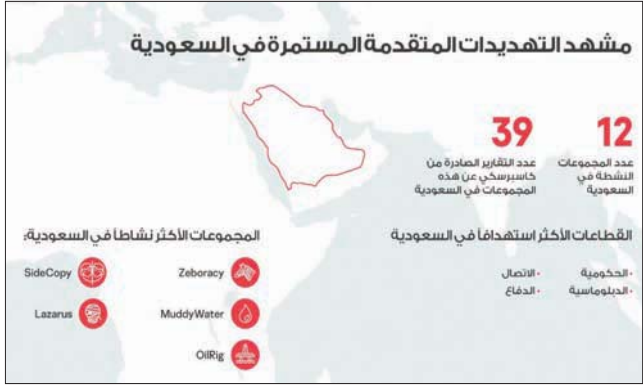 مشهد التهديدات المتقدمة المستمرة في السعودية
12
عدد المجموعات
النشطة في
السعودية
39
عدد التقارير الصادرة من
كاسبرسكي عن هذه
المجموعات في السعودية
القطاعات الأكثر استهدافاً في السعودية
· الحكومية
· الدبلوماسية
· الاتصال
· الدفاع
المجموعات الأكثر نشاطاً في السعودية:
Zeboracy
MuddyWater
OilRig
SideCopy
Lazarus